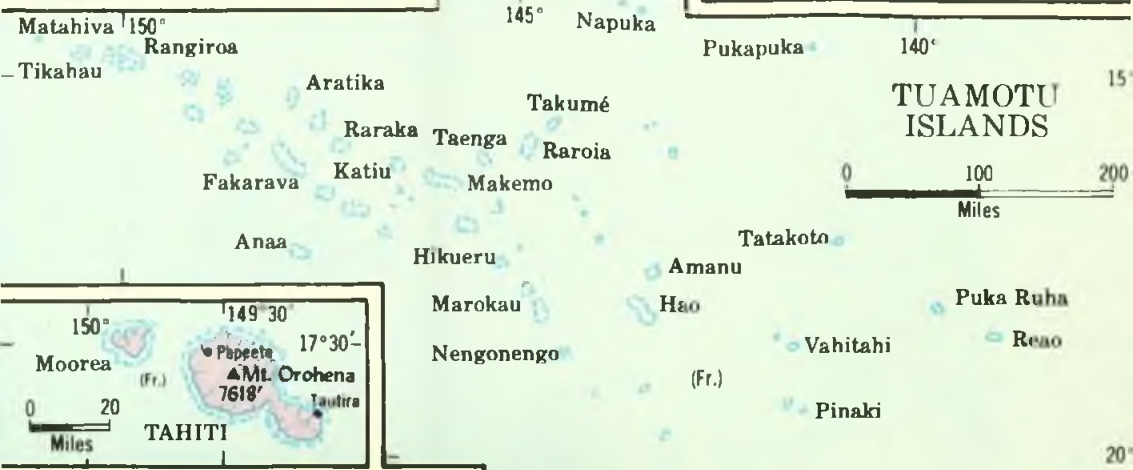 145°
Napuka
Matahiva 150°
Rangiroa
Pukapuka
140°
Tikahau
Aratika
15°
TUAMOTU
ISLANDS
Takumé
Raraka
Taenga
Raroia
Katiu
Fakarava
Makemo
0 100 200
Miles
Anaa
Hikueru
Tatakoto
Amanu
Marokau
Hao
Puka Ruha
Nengonengo
Vahitahi
Reao
(Fr.)
Pinaki
20°
150°
149°30'
17°30'
Moorea
(Fr.)
Papeete
Mt. Orohena
7618'
Tautira
0 20
Miles
TAHITI